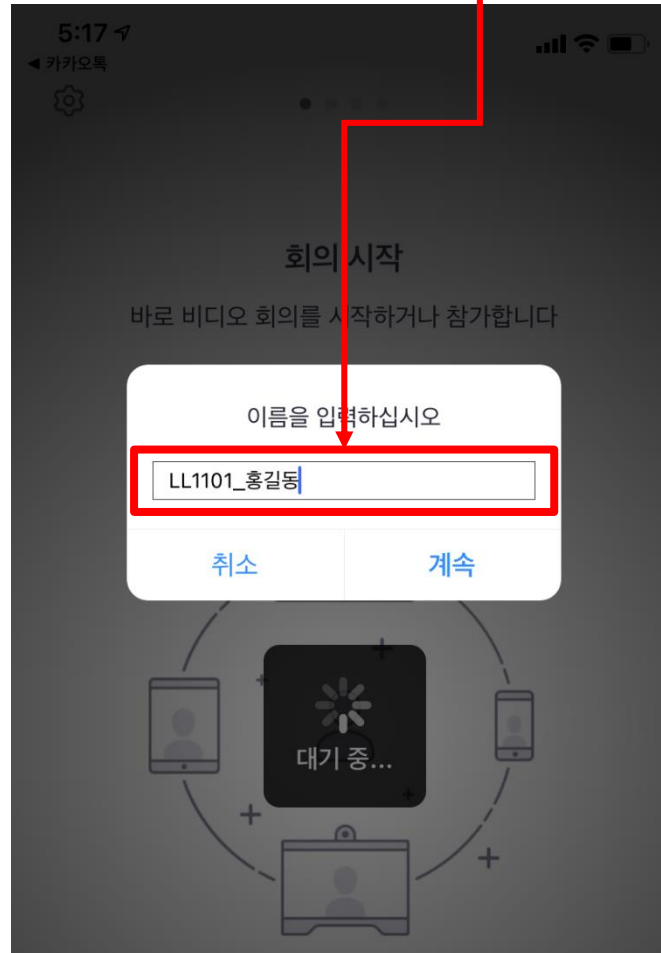 5:17
◀ 카카오톡
회의 시작
바로 비디오 회의를 시작하거나 참가합니다
이름을 입력하십시오
LL1101_홍길동
취소 계속
대기 중...